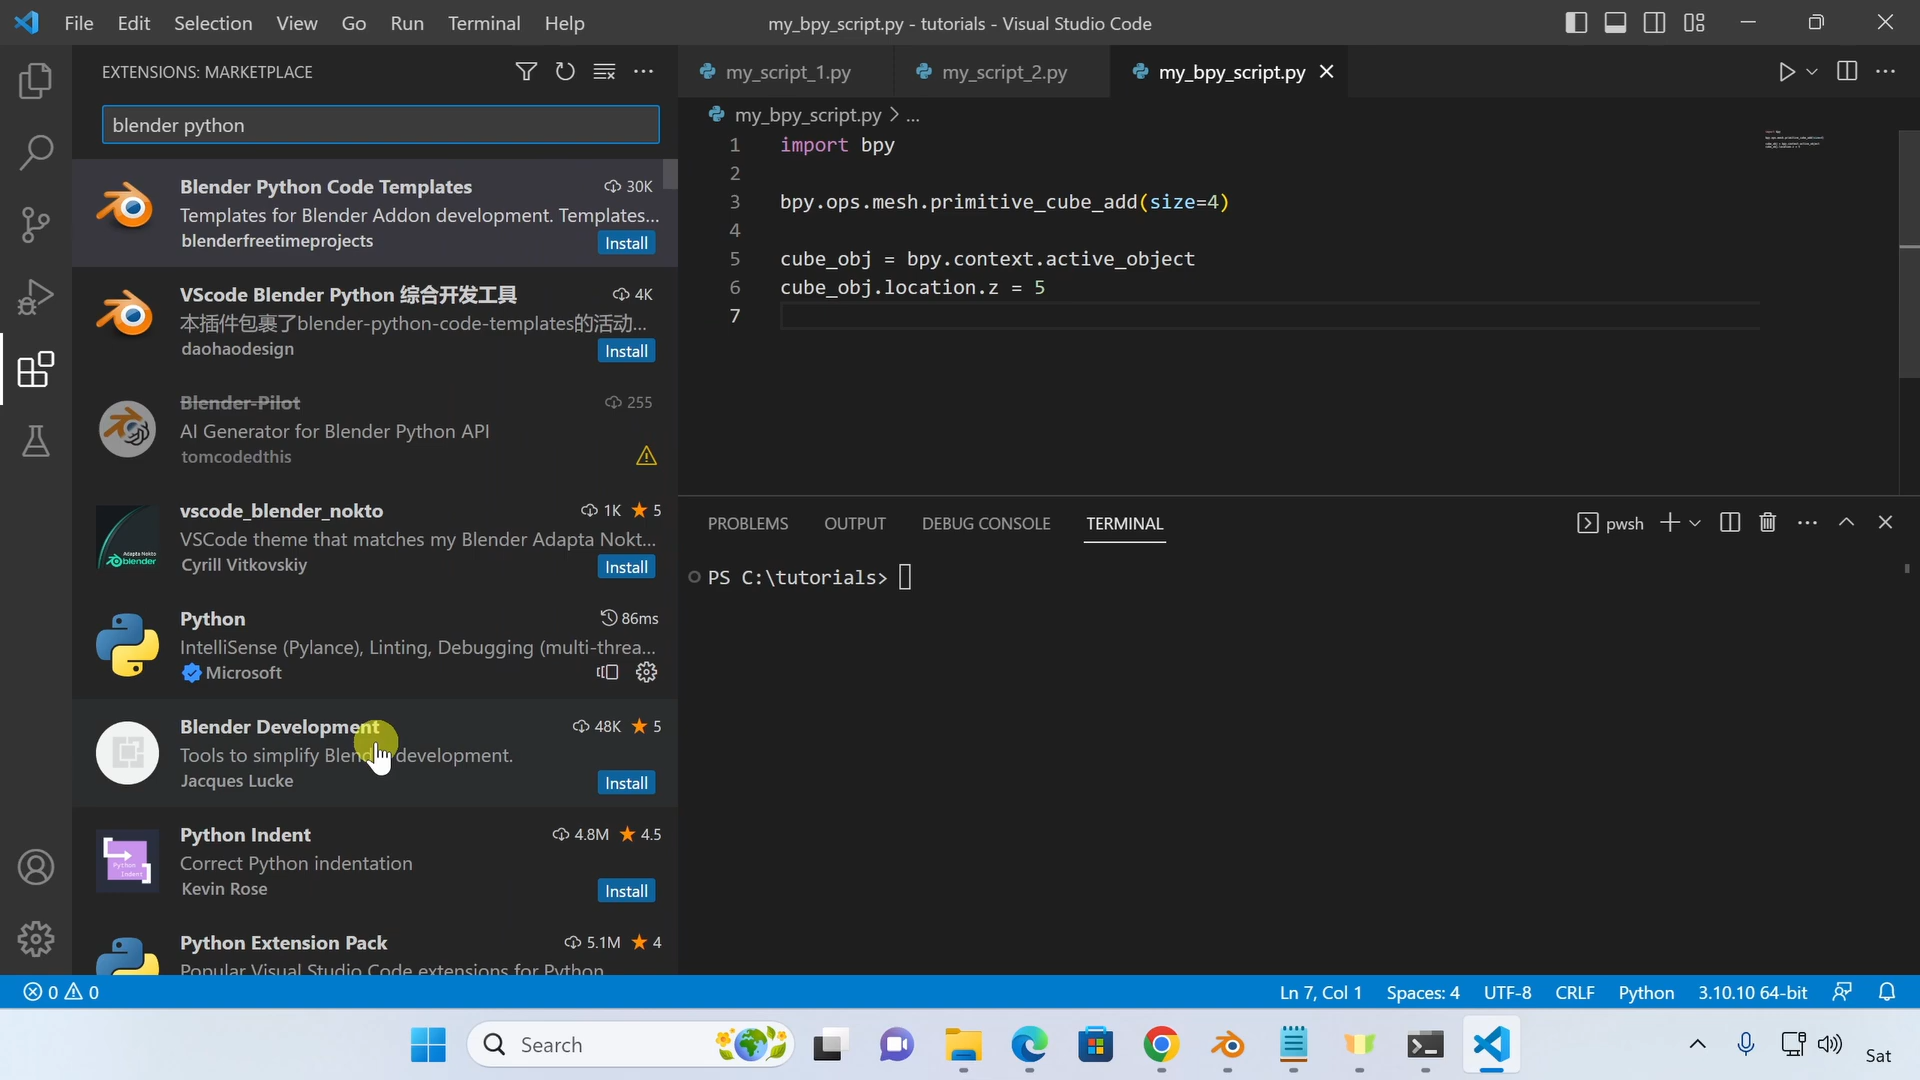 File Edit Selection View Go Run Terminal Help
my_bpy_script.py - tutorials - Visual Studio Code
EXTENSIONS: MARKETPLACE
blender python
Blender Python Code Templates 30K
Templates for Blender Addon development. Templates...
blenderfreetimeprojects
Install
VScode Blender Python 综合开发工具 4K
本插件包裹了blender-python-code-templates的活动...
daohaodesign
Install
Blender-Pilot 255
AI Generator for Blender Python API
tomcodedthis
vscode_blender_nokto 1K 5
VSCode theme that matches my Blender Adapta Nokt...
Cyrill Vitkovskiy
Install
Python 86ms
IntelliSense (Pylance), Linting, Debugging (multi-threa...
Microsoft
Blender Development 48K 5
Tools to simplify Blender development.
Jacques Lucke
Install
Python Indent 4.8M 4.5
Correct Python indentation
Kevin Rose
Install
Python Extension Pack 5.1M 4
Popular Visual Studio Code extensions for Python
my_script_1.py my_script_2.py my_bpy_script.py
my_bpy_script.py > ...
1 import bpy
2
3 bpy.ops.mesh.primitive_cube_add(size=4)
4
5 cube_obj = bpy.context.active_object
6 cube_obj.location.z = 5
7
PROBLEMS OUTPUT DEBUG CONSOLE TERMINAL
pwsh
PS C:\tutorials>
0 0
Ln 7, Col 1 Spaces: 4 UTF-8 CRLF Python 3.10.10 64-bit
Search
Sat